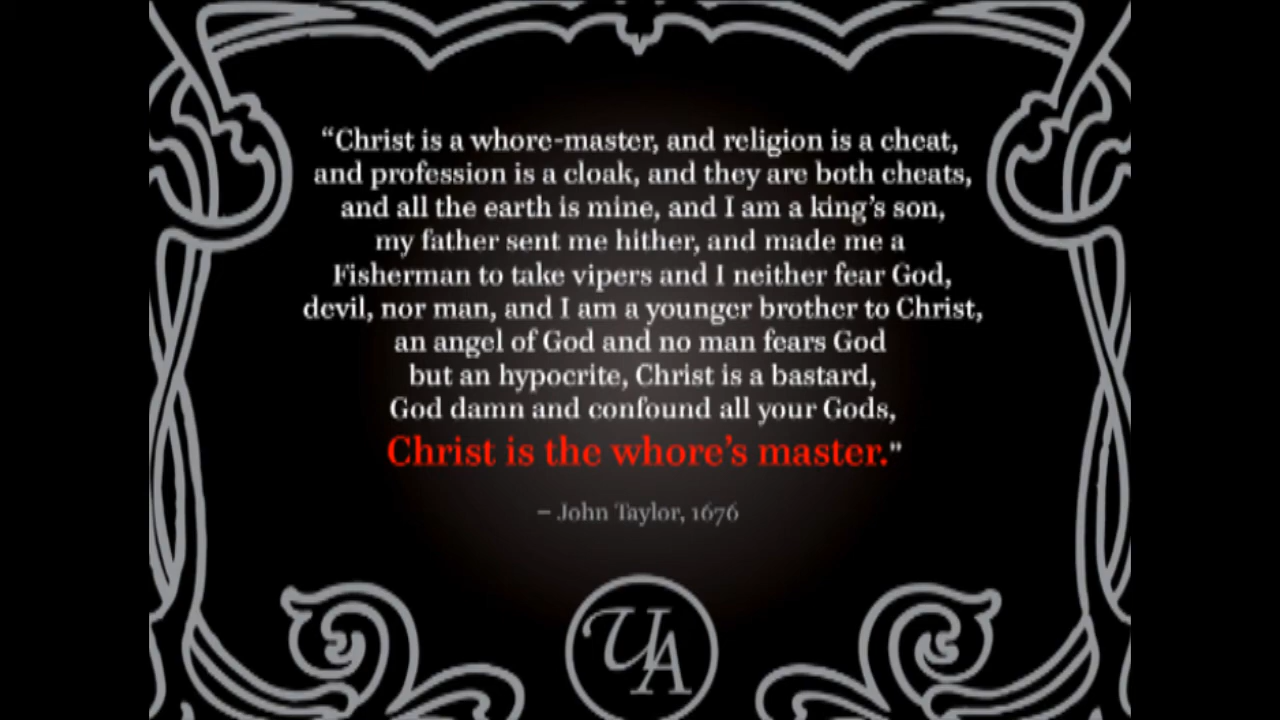 “Christ is a whore-master, and religion is a cheat,
and profession is a cloak, and they are both cheats,
and all the earth is mine, and I am a king’s son,
my father sent me hither, and made me a
Fisherman to take vipers and I neither fear God,
devil, nor man, and I am a younger brother to Christ,
an angel of God and no man fears God
but an hypocrite, Christ is a bastard,
God damn and confound all your Gods,
Christ is the whore’s master.”
– John Taylor, 1676
UA